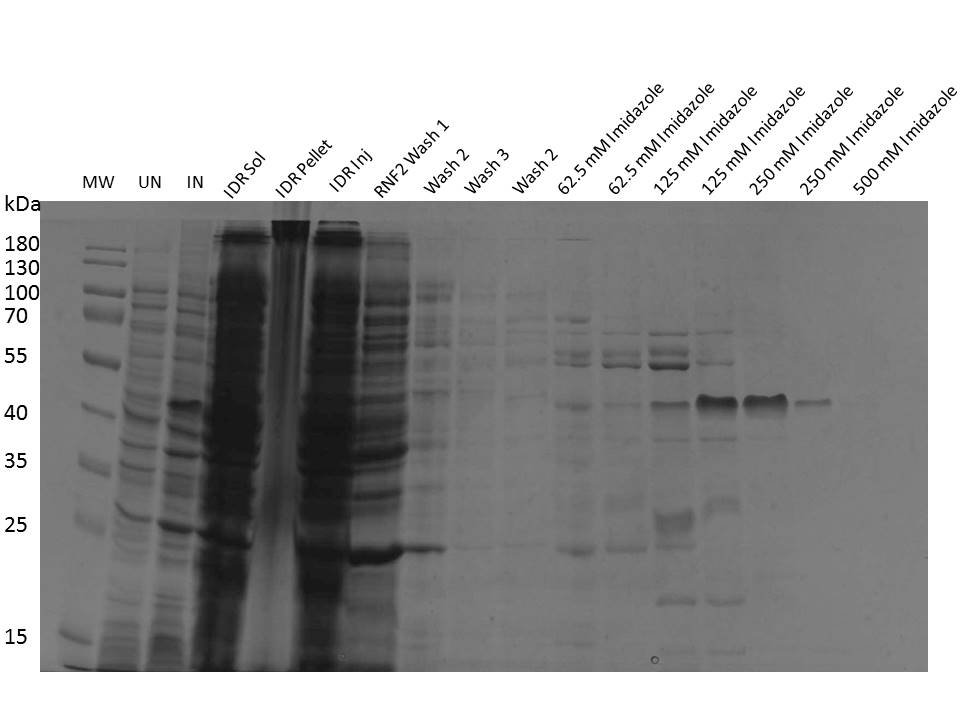 MW
UN
IN
IDR Sol
IDR Pellet
IDR Inj
RNF2 Wash 1
Wash 2
Wash 3
Wash 2
62.5 mM Imidazole
62.5 mM Imidazole
125 mM Imidazole
125 mM Imidazole
250 mM Imidazole
250 mM Imidazole
500 mM Imidazole
kDa
180
130
100
70
55
40
35
25
15